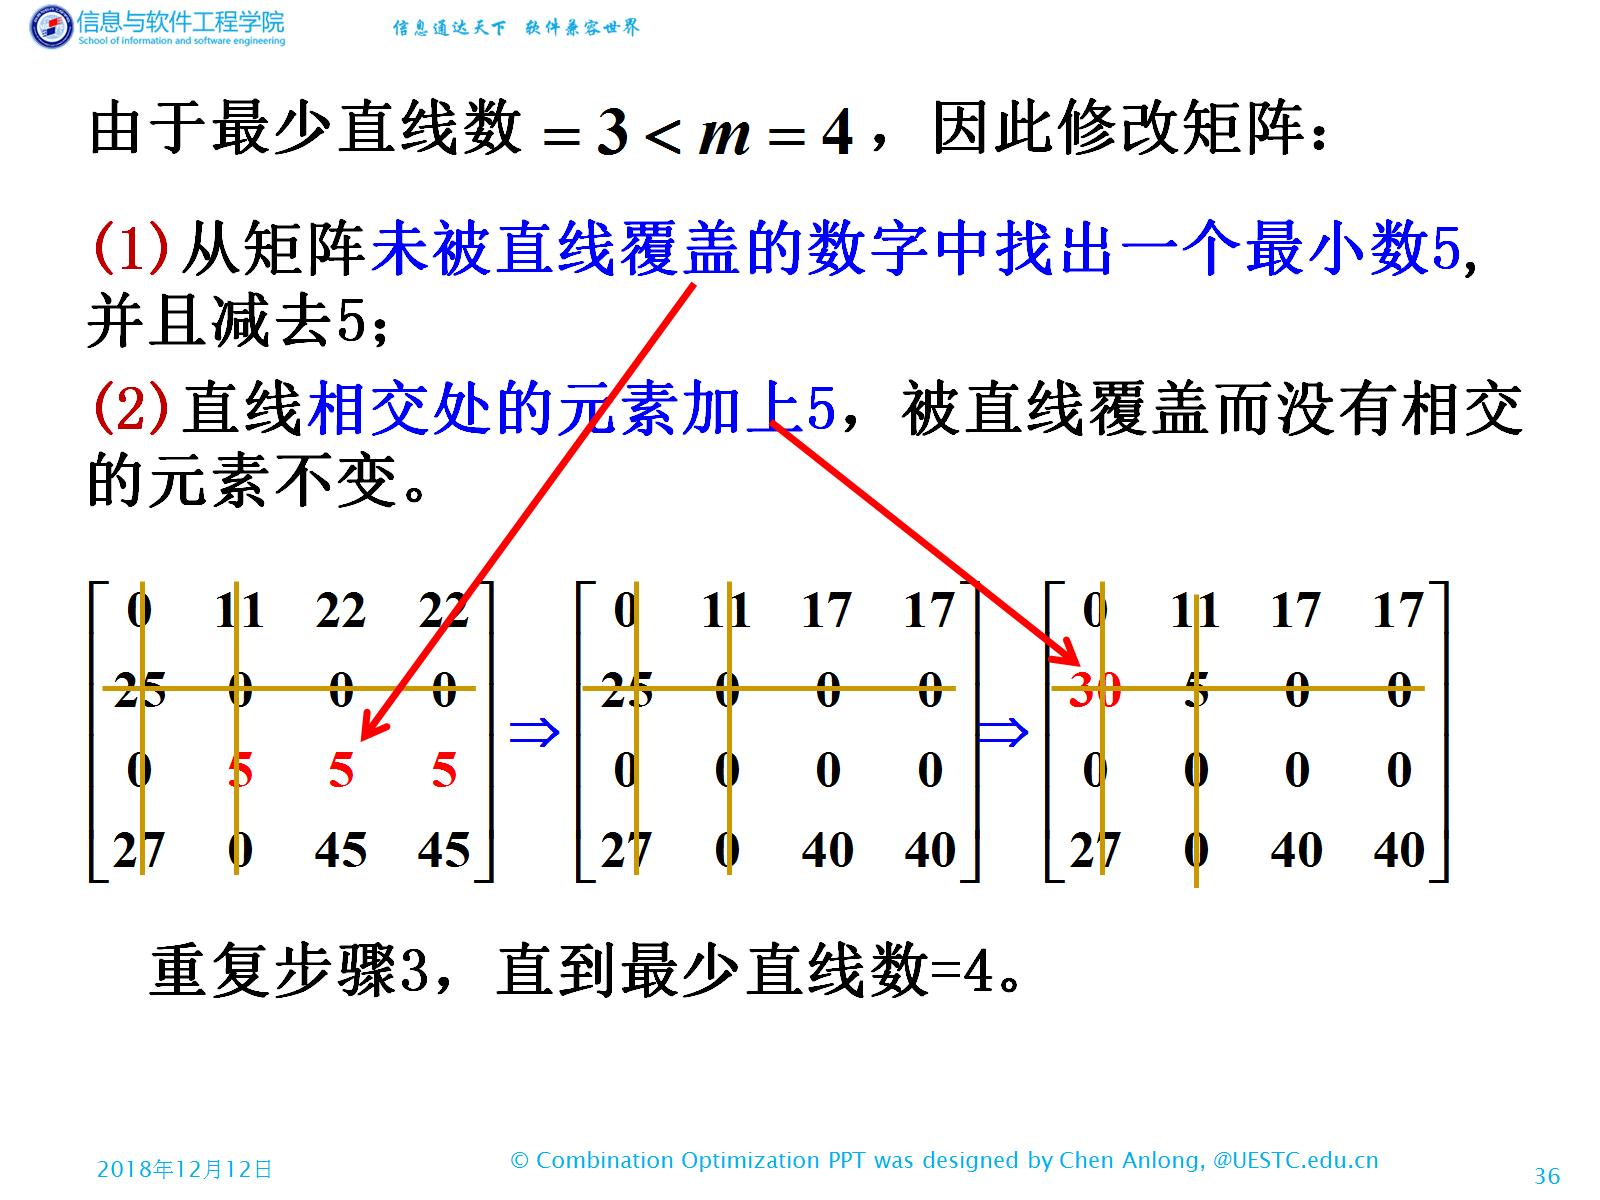 信息与软件工程学院
School of information and software engineering
信息通达天下 软件兼容世界
由于最少直线数 = 3 < m = 4 ，因此修改矩阵：
(1)从矩阵未被直线覆盖的数字中找出一个最小数5,
并且减去5；
(2)直线相交处的元素加上5，被直线覆盖而没有相交
的元素不变。
0 11 22 22 0 11 17 17 0 11 17 17
25 0 0 0 25 0 0 0 30 5 0 0
⇒ ⇒
0 5 5 5 0 0 0 0 0 0 0 0
27 0 45 45 27 0 40 40 27 0 40 40
重复步骤3，直到最少直线数=4。
2018年12月12日
© Combination Optimization PPT was designed by Chen Anlong, @UESTC.edu.cn
36